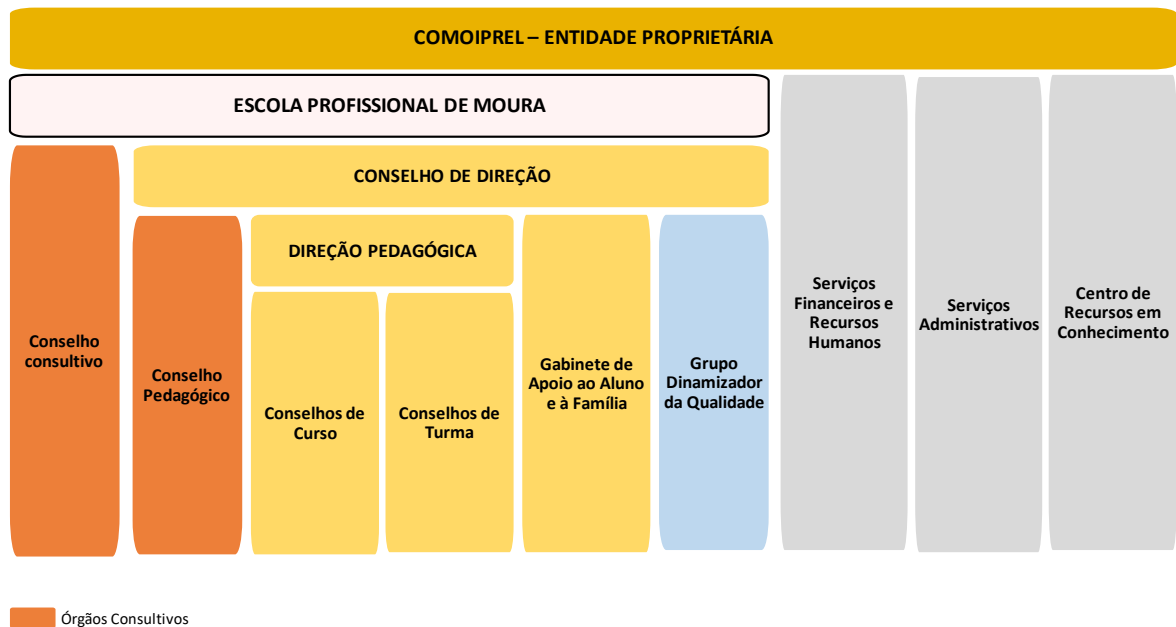 COMOIPREL – ENTIDADE PROPRIETÁRIA
ESCOLA PROFISSIONAL DE MOURA
CONSELHO DE DIREÇÃO
DIREÇÃO PEDAGÓGICA
Conselho
consultivo
Conselho
Pedagógico
Conselhos de
Curso
Conselhos de
Turma
Gabinete de
Apoio ao Aluno
e à Família
Grupo
Dinamizador
da Qualidade
Serviços
Financeiros e
Recursos
Humanos
Serviços
Administrativos
Centro de
Recursos em
Conhecimento
Órgãos Consultivos